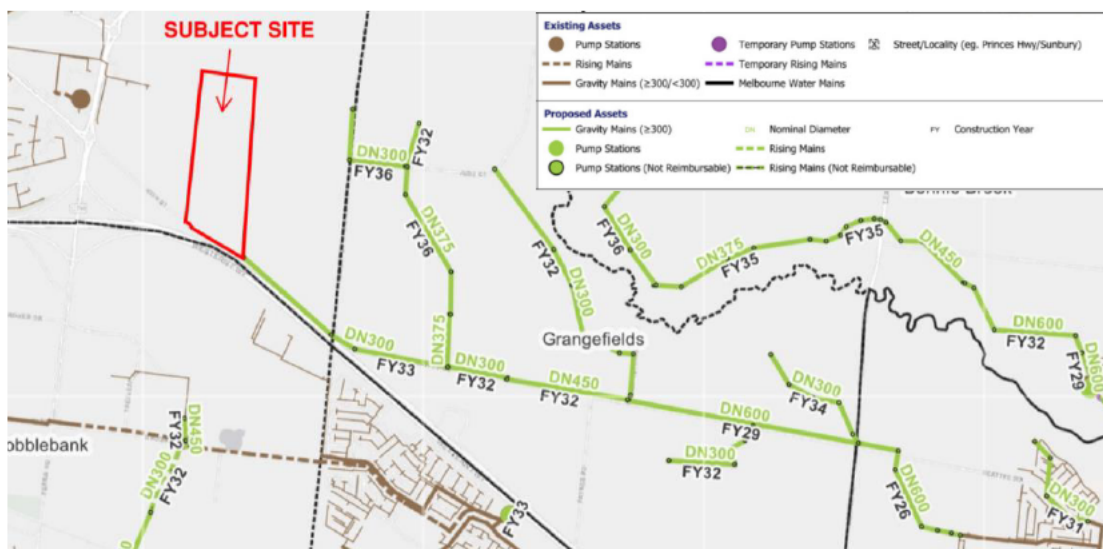 SUBJECT SITE
Existing Assets
Pump Stations
Temporary Pump Stations
Street/Locality (eg. Princes Hwy/Sunbury)
Rising Mains
Temporary Rising Mains
Gravity Mains (≥300/<300)
Melbourne Water Mains
Proposed Assets
Gravity Mains (≥300)
DN Nominal Diameter
FY Construction Year
Pump Stations
Rising Mains
Pump Stations (Not Reimbursable)
Rising Mains (Not Reimbursable)
DN300
FY36
FY32
DN375
FY36
DN375
FY32
DN300
FY36
DN300
DN375
FY35
FY35
DN450
DN600
FY32
DN600
FY29
Grangefields
DN300
FY33
DN300
FY32
DN450
FY32
DN600
FY29
DN300
FY34
DN300
FY32
DN600
FY26
DN300
FY31
FY33
obblebank
DN450
FY32
DN300
FY32